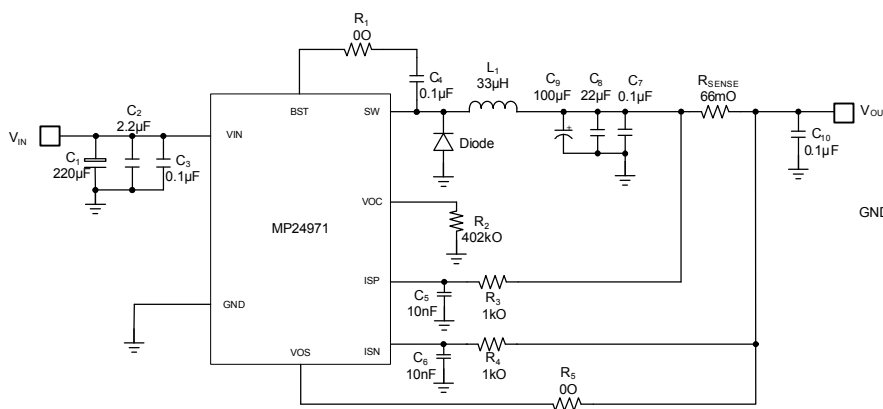 R1
0O
C4
0.1µF
L1
33µH
C9
100µF
C8
22µF
C7
0.1µF
RSENSE
66mO
BST
SW
VIN
C2
2.2µF
VIN
C1
220µF
C3
0.1µF
Diode
VOU
C10
0.1µF
VOC
R2
402kO
MP24971
GND
ISP
C5
10nF
R3
1kO
GND
VOS
ISN
C6
10nF
R4
1kO
R5
0O